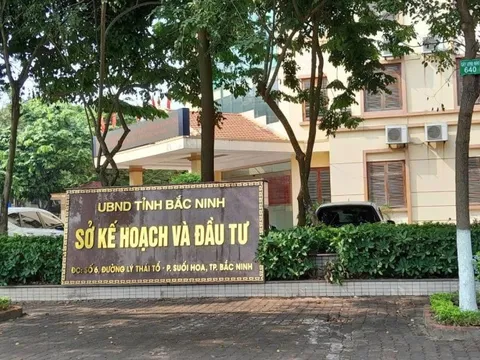 UBND TỈNH BẮC NINH
SỞ KẾ HOẠCH VÀ ĐẦU TƯ
ĐC: SỐ 6, ĐƯỜNG LÝ THÁI TỔ - P. SUỐI HOA, TP. BẮC NINH
640